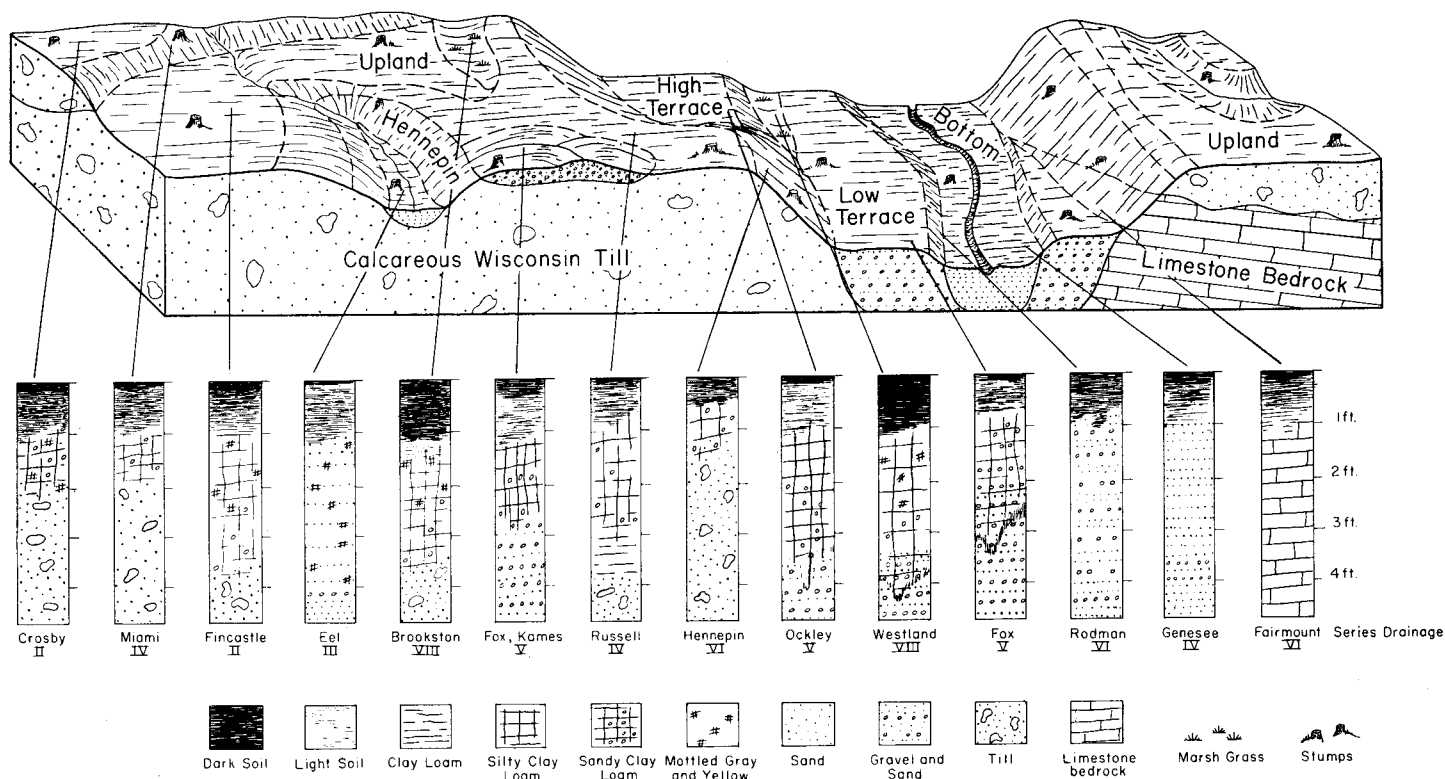 Upland
High
Terrace
Hennepin
Bottom
Upland
Low
Terrace
Calcareous Wisconsin Till
Limestone Bedrock
1 ft.
2 ft.
3 ft.
4 ft.
Crosby Miami Fincastle Eel Brookston Fox, Kames Russell Hennepin Ockley Westland Fox Rodman Genesee Fairmount Series Drainage
II IV II III VIII V IV VI V VIII V VI IV VI
Dark Soil Light Soil Clay Loam Silty Clay Sandy Clay Mottled Gray Sand Gravel and Till Limestone Marsh Grass Stumps
Loam Loam and Yellow Sand bedrock